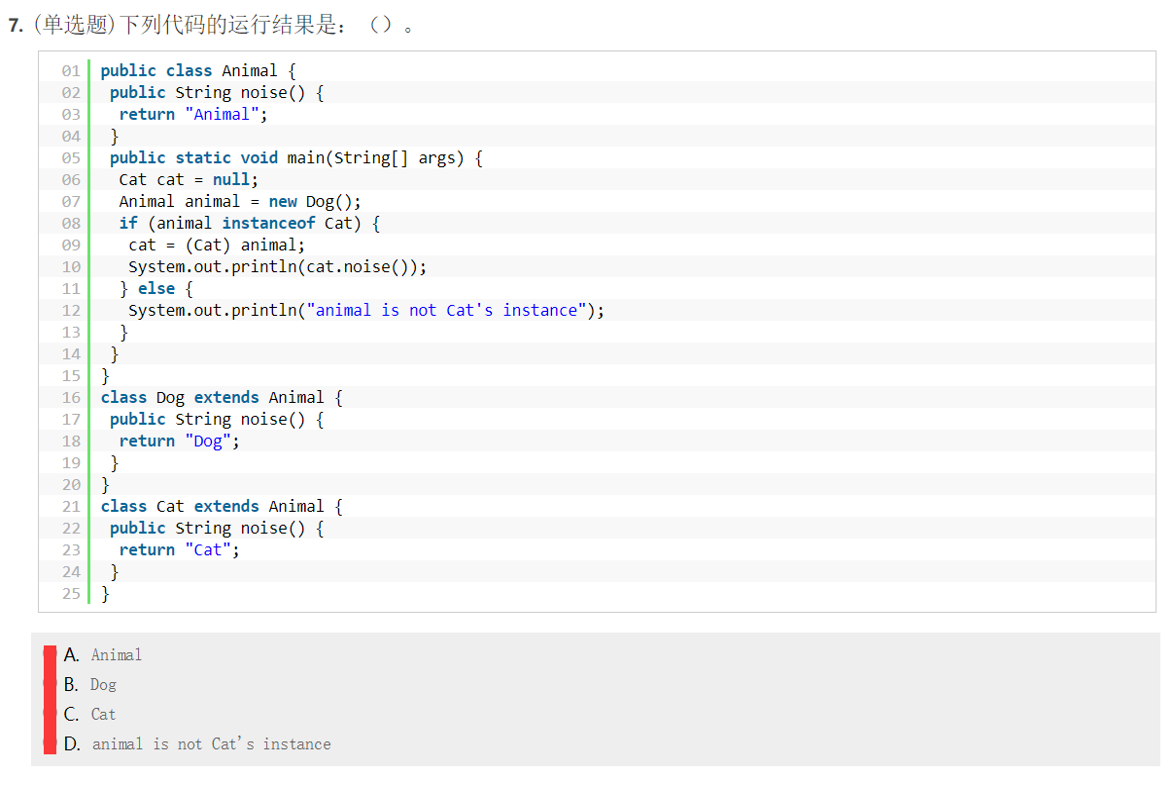 7. (单选题)下列代码的运行结果是：（）。
01 public class Animal {
02 public String noise() {
03 return "Animal";
04 }
05 public static void main(String[] args) {
06 Cat cat = null;
07 Animal animal = new Dog();
08 if (animal instanceof Cat) {
09 cat = (Cat) animal;
10 System.out.println(cat.noise());
11 } else {
12 System.out.println("animal is not Cat's instance");
13 }
14 }
15 }
16 class Dog extends Animal {
17 public String noise() {
18 return "Dog";
19 }
20 }
21 class Cat extends Animal {
22 public String noise() {
23 return "Cat";
24 }
25 }
A. Animal
B. Dog
C. Cat
D. animal is not Cat's instance